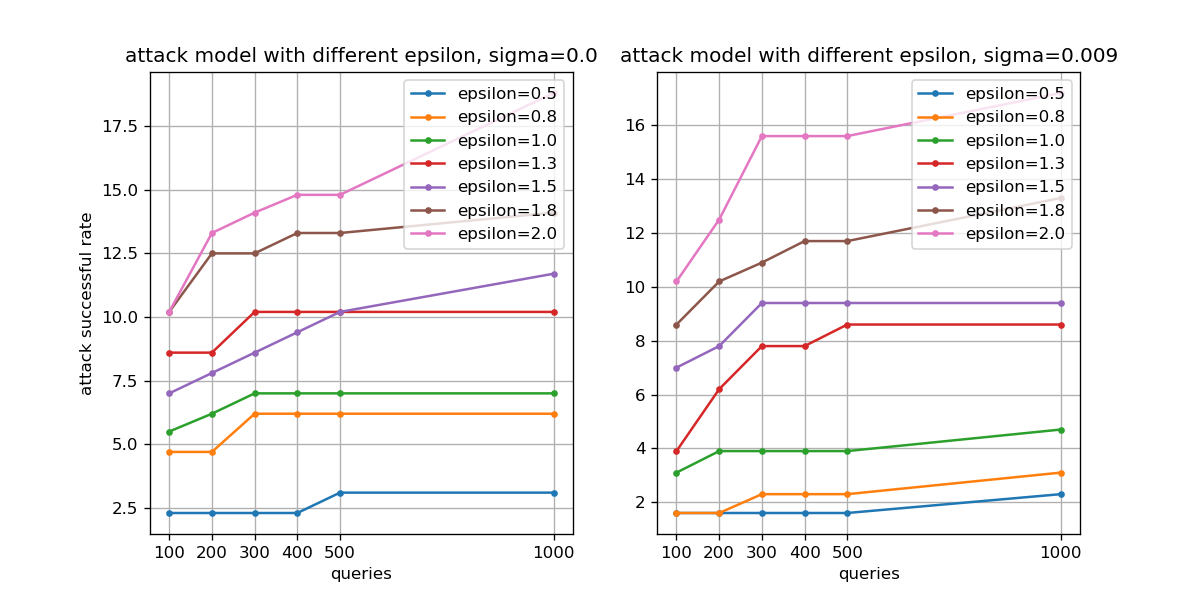 attack model with different epsilon, sigma=0.0
attack successful rate
17.5
15.0
12.5
10.0
7.5
5.0
2.5
epsilon=0.5
epsilon=0.8
epsilon=1.0
epsilon=1.3
epsilon=1.5
epsilon=1.8
epsilon=2.0
100 200 300 400 500 1000
queries
attack model with different epsilon, sigma=0.009
16
14
12
10
8
6
4
2
epsilon=0.5
epsilon=0.8
epsilon=1.0
epsilon=1.3
epsilon=1.5
epsilon=1.8
epsilon=2.0
100 200 300 400 500 1000
queries